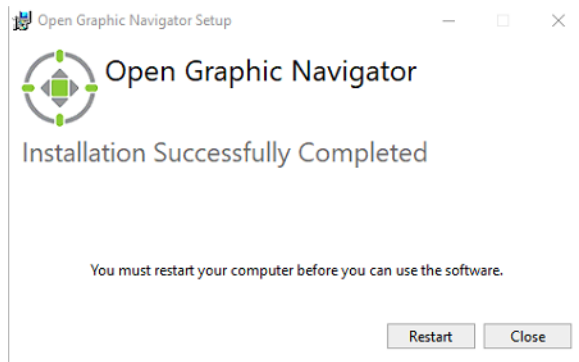 Open Graphic Navigator Setup
Open Graphic Navigator
Installation Successfully Completed
You must restart your computer before you can use the software.
Restart Close